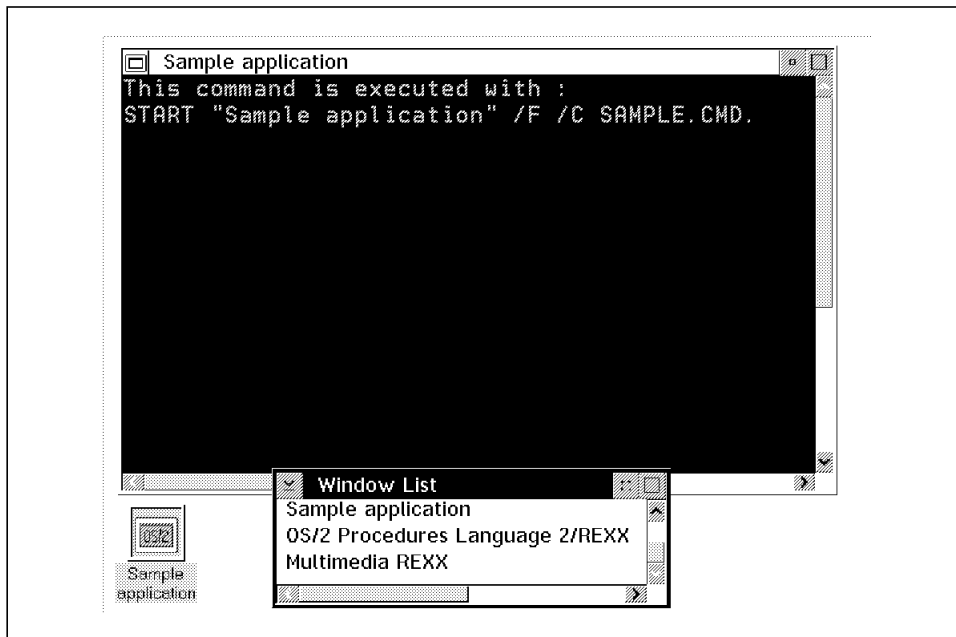 Sample application
This command is executed with :
START "Sample application" /F /C SAMPLE.CMD.
Window List
Sample application
OS/2 Procedures Language 2/REXX
Multimedia REXX
OS/2
Sample
application